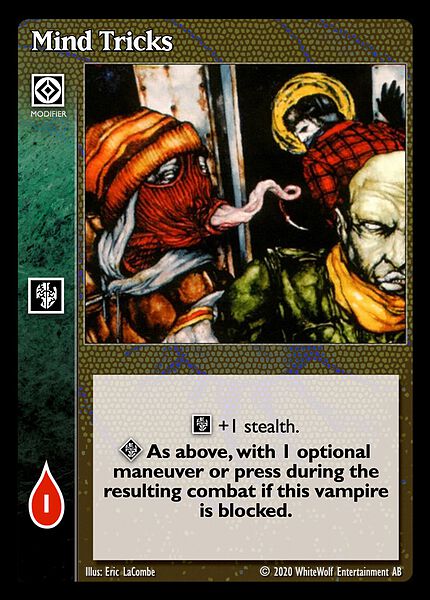 Mind Tricks
MODIFIER
+1 stealth.
As above, with 1 optional
maneuver or press during the
resulting combat if this vampire
is blocked.
1
Illus: Eric LaCombe © 2020 WhiteWolf Entertainment AB